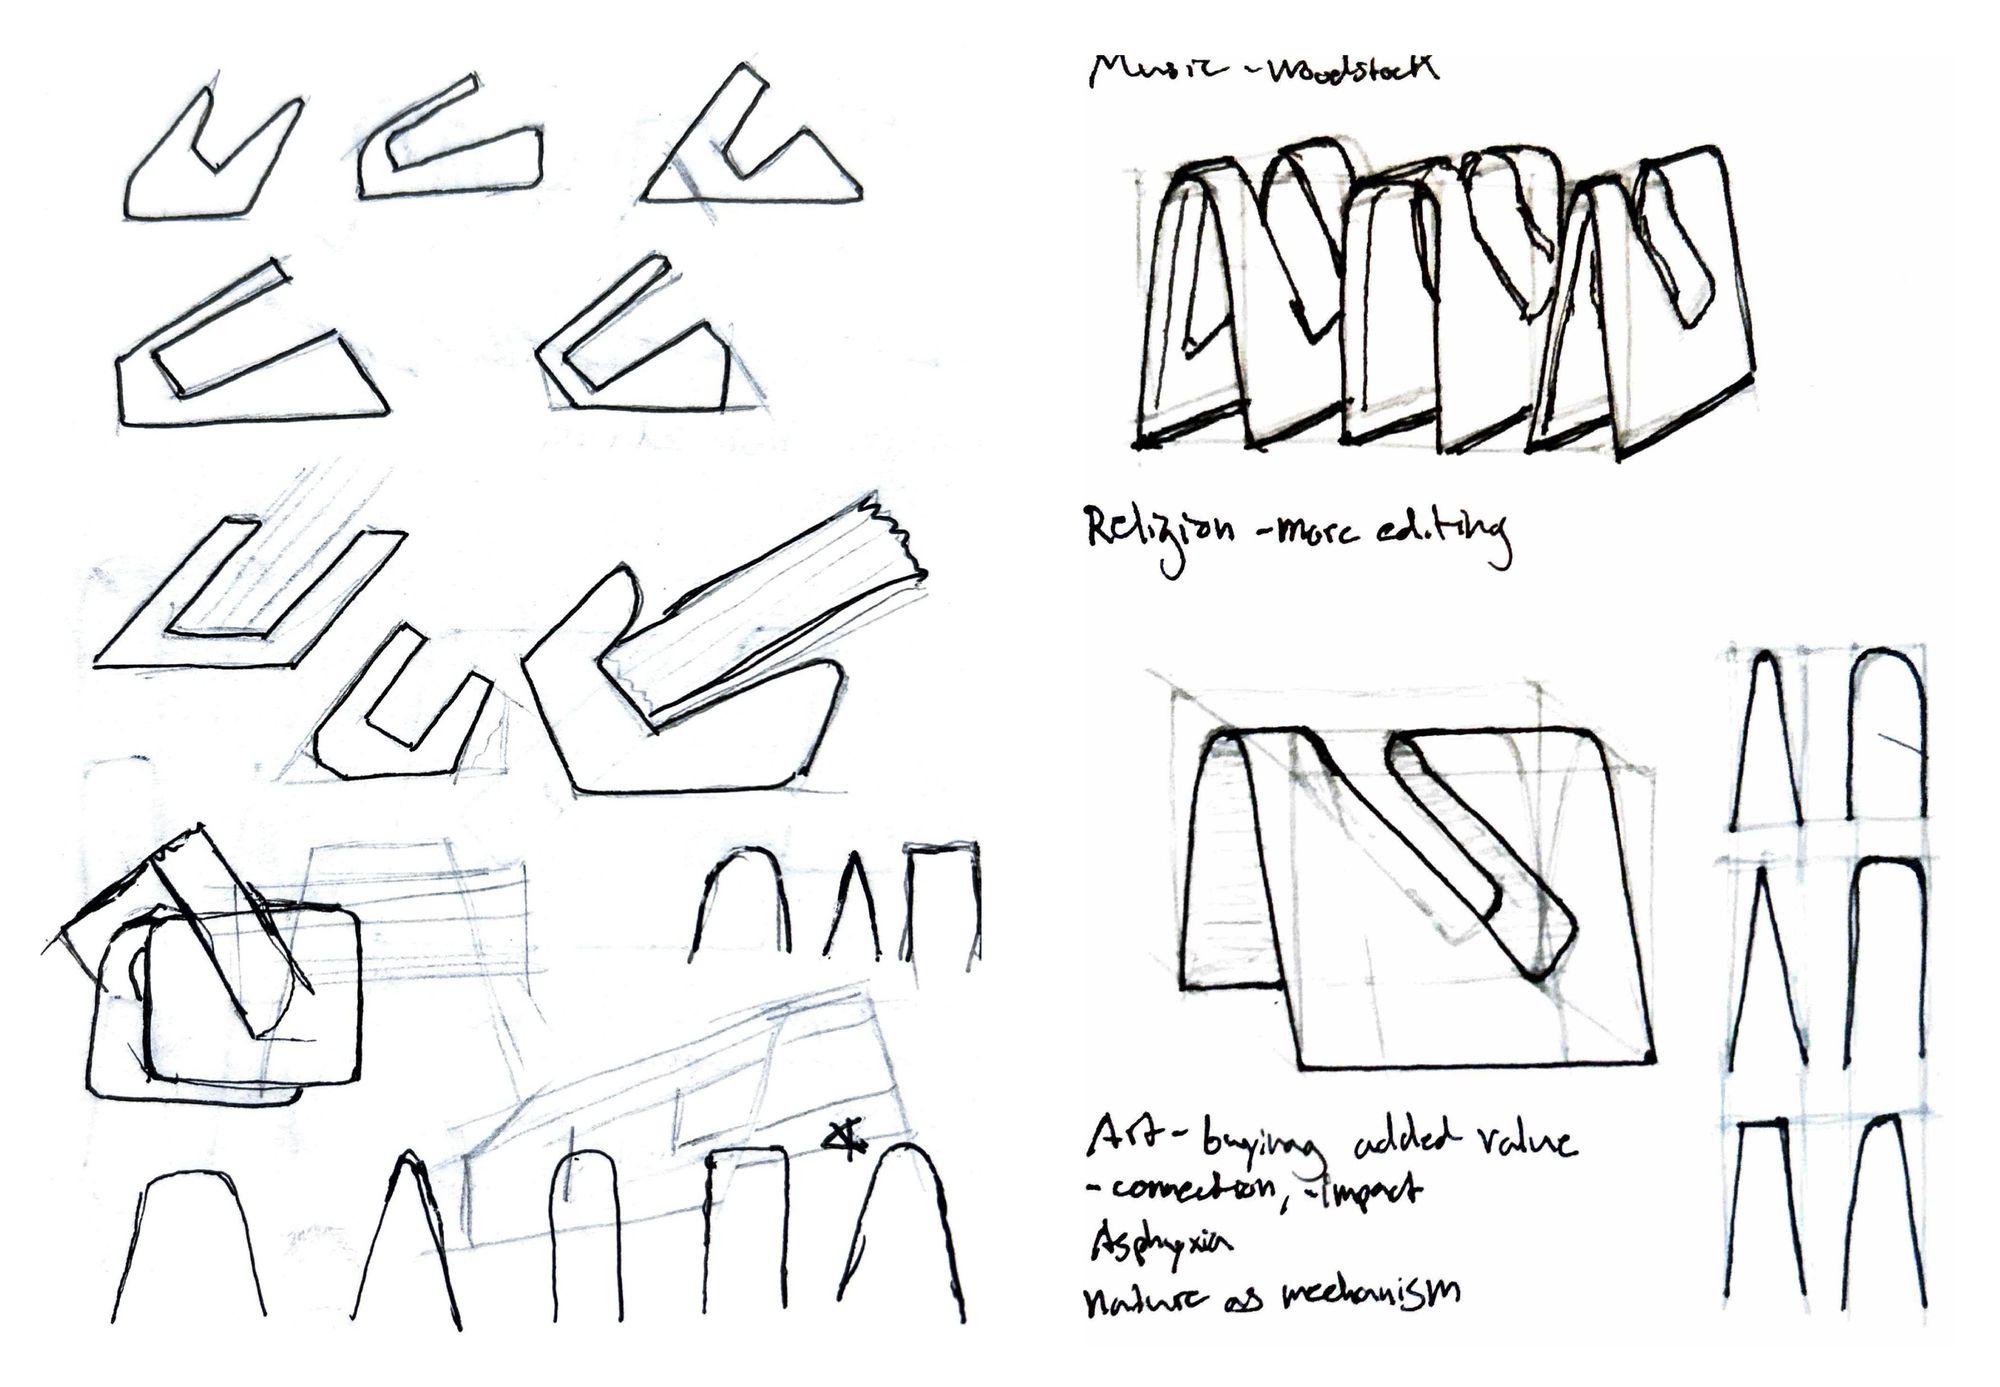 Music - Woodstock
Religion - more editing
Art - buying added value
- connection, - impact
Asphyxia
Nature as mechanism